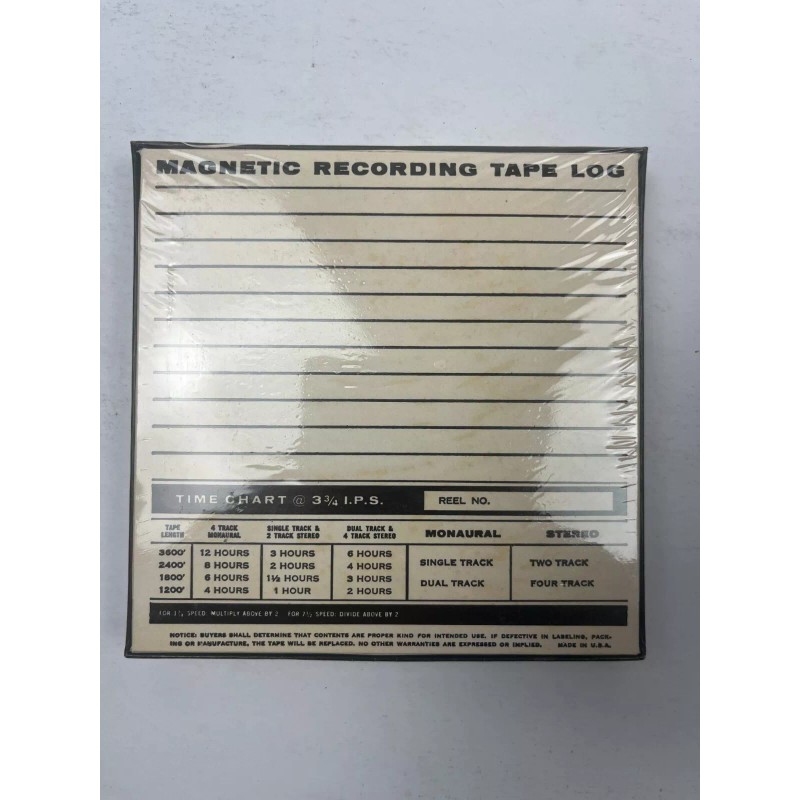 MAGNETIC RECORDING TAPE LOG
TIME CHART @ 3¾ I.P.S. REEL NO.
TAPE LENGTH 4 TRACK MONAURAL SINGLE TRACK & 2 TRACK STEREO DUAL TRACK & 4 TRACK STEREO MONAURAL STEREO
3600' 12 HOURS 3 HOURS 6 HOURS
2400' 8 HOURS 2 HOURS 4 HOURS SINGLE TRACK TWO TRACK
1800' 6 HOURS 1½ HOURS 3 HOURS DUAL TRACK FOUR TRACK
1200' 4 HOURS 1 HOUR 2 HOURS
FOR 1⅞ SPEED: MULTIPLY ABOVE BY 2 FOR 7½ SPEED: DIVIDE ABOVE BY 2
NOTICE: BUYERS SHALL DETERMINE THAT CONTENTS ARE PROPER KIND FOR INTENDED USE. IF DEFECTIVE IN LABELING, PACK-
ING OR MANUFACTURE, THE TAPE WILL BE REPLACED. NO OTHER WARRANTIES ARE EXPRESSED OR IMPLIED. MADE IN U.S.A.